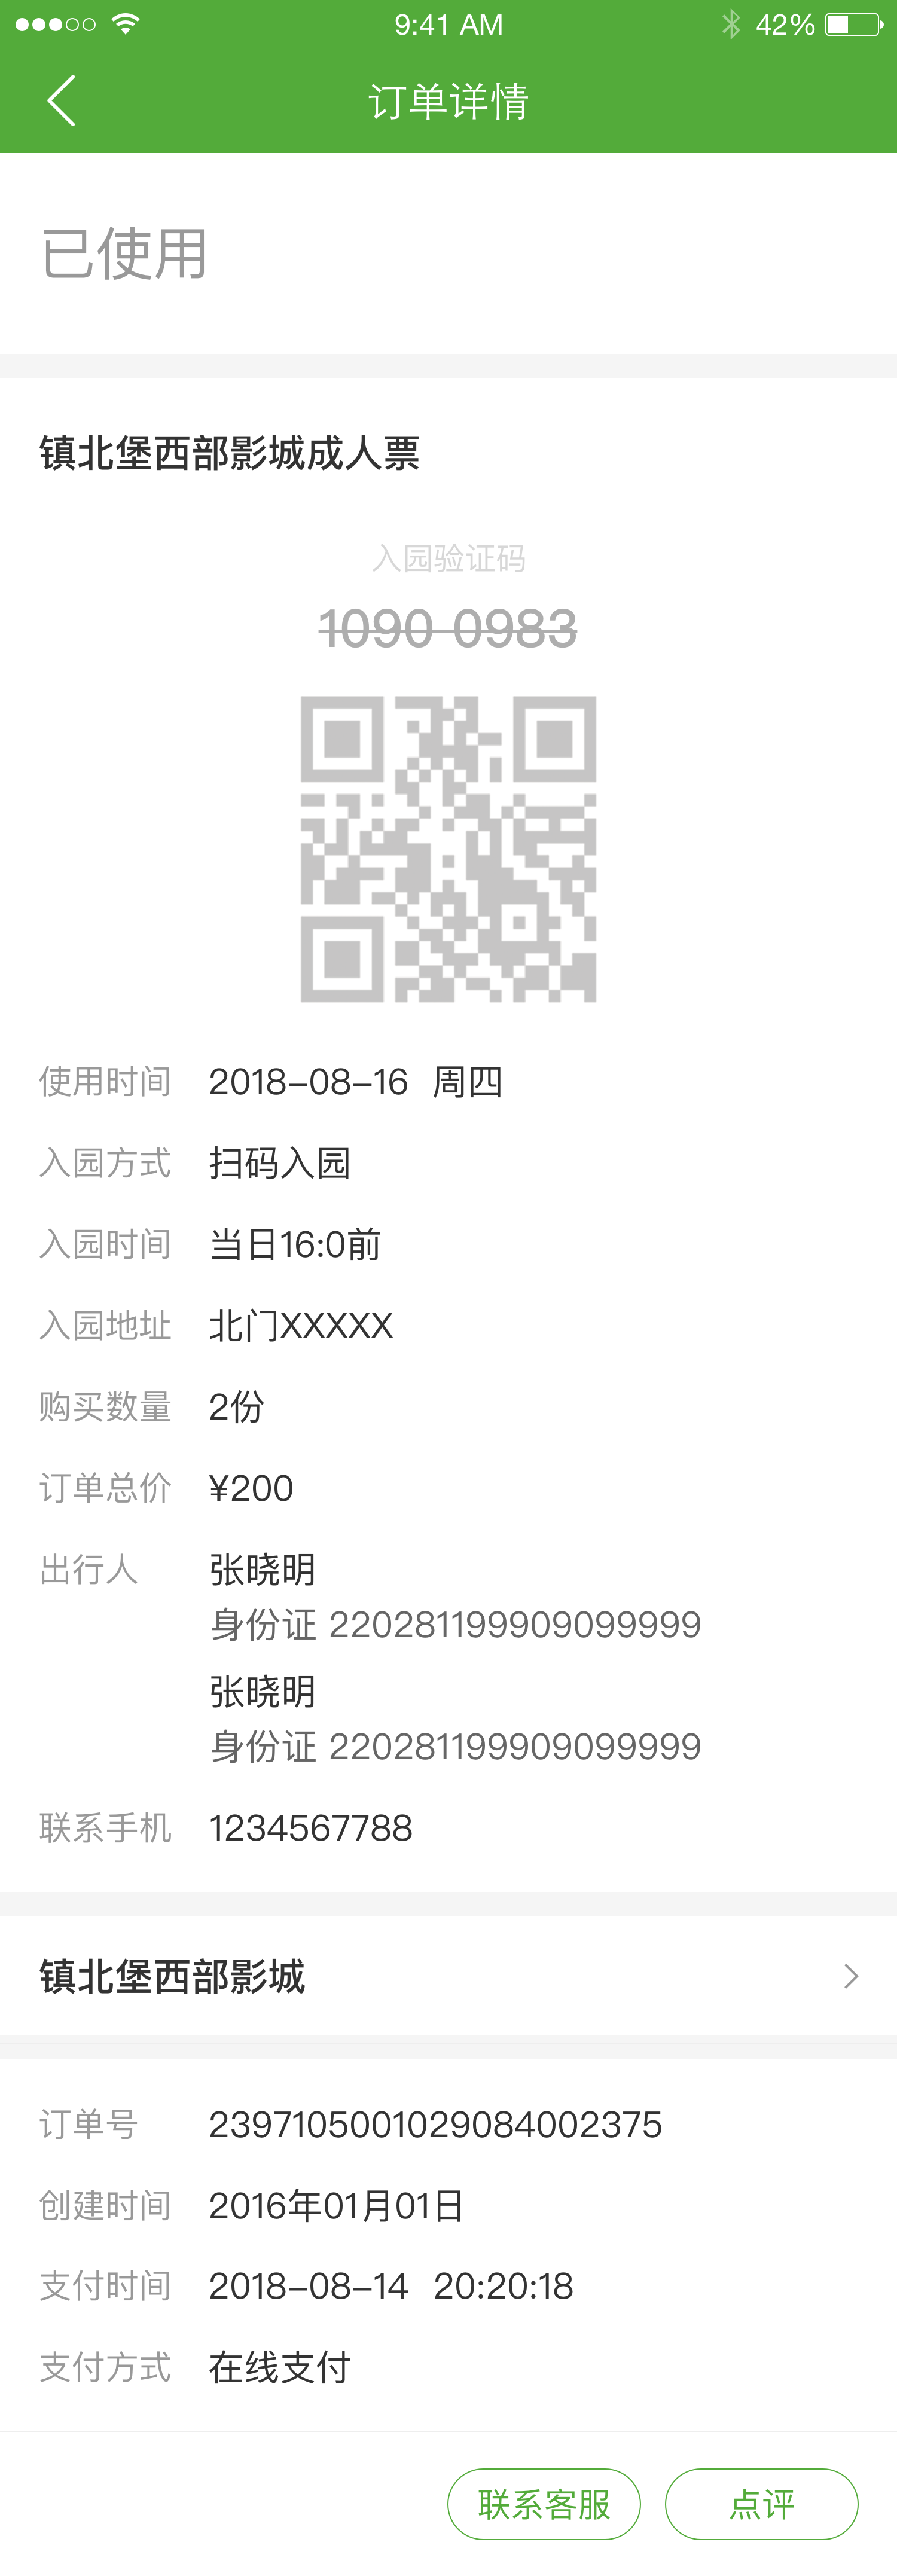 9:41 AM 42%
订单详情
已使用
镇北堡西部影城成人票
入园验证码
1090 0983
使用时间 2018-08-16 周四
入园方式 扫码入园
入园时间 当日16:0前
入园地址 北门XXXXX
购买数量 2份
订单总价 ¥200
出行人 张晓明
身份证 220281199909099999
张晓明
身份证 220281199909099999
联系手机 1234567788
镇北堡西部影城
订单号 2397105001029084002375
创建时间 2016年01月01日
支付时间 2018-08-14 20:20:18
支付方式 在线支付
联系客服 点评